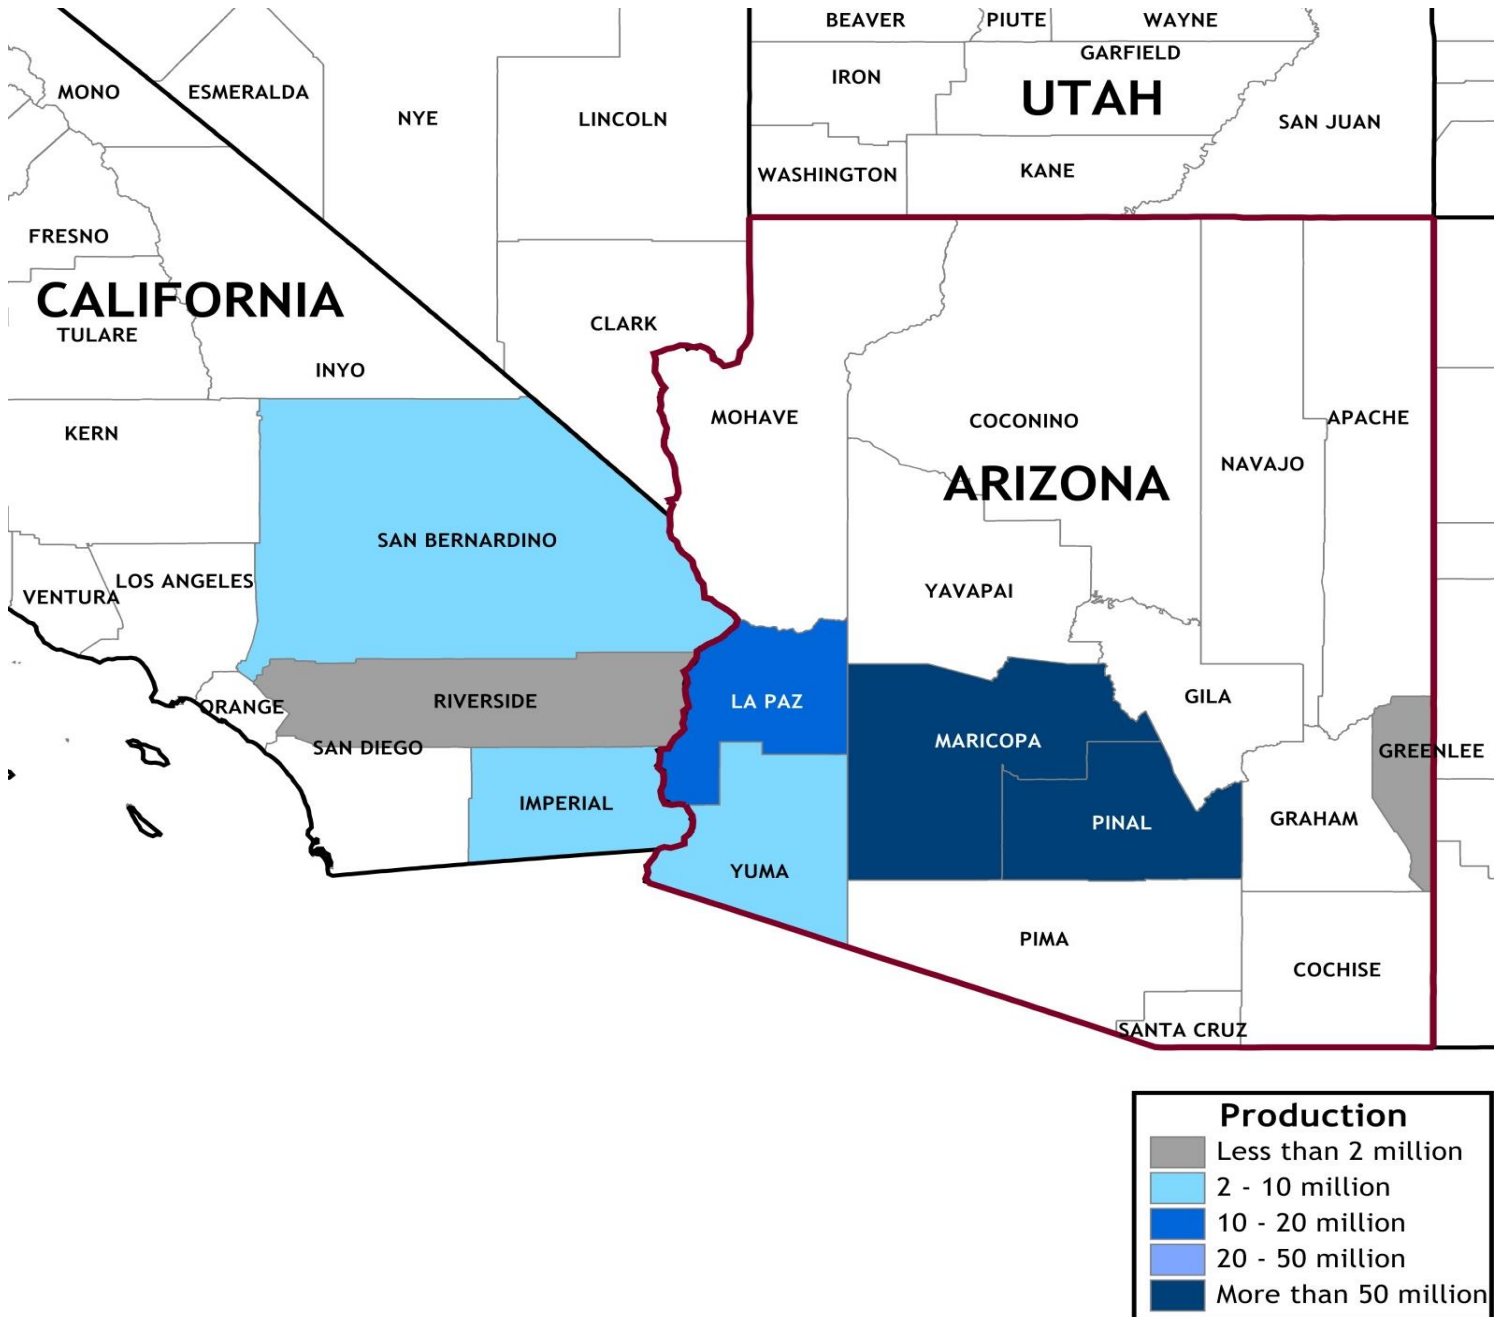 BEAVER
PIUTE
WAYNE
GARFIELD
IRON
MONO
ESMERALDA
UTAH
NYE
LINCOLN
SAN JUAN
WASHINGTON
KANE
FRESNO
CALIFORNIA
CLARK
TULARE
INYO
MOHAVE
COCONINO
APACHE
KERN
NAVAJO
ARIZONA
SAN BERNARDINO
LOS ANGELES
VENTURA
YAVAPAI
GILA
RIVERSIDE
LA PAZ
ORANGE
MARICOPA
SAN DIEGO
GREENLEE
IMPERIAL
GRAHAM
PINAL
YUMA
PIMA
COCHISE
SANTA CRUZ
Production
Less than 2 million
2 - 10 million
10 - 20 million
20 - 50 million
More than 50 million